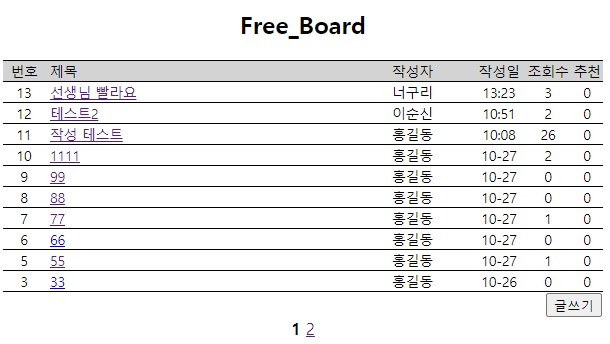 Free_Board
번호 제목 작성자 작성일 조회수 추천
13 선생님 빨라요 너구리 13:23 3 0
12 테스트2 이순신 10:51 2 0
11 작성 테스트 홍길동 10:08 26 0
10 1111 홍길동 10-27 2 0
9 99 홍길동 10-27 0 0
8 88 홍길동 10-27 0 0
7 77 홍길동 10-27 1 0
6 66 홍길동 10-27 0 0
5 55 홍길동 10-27 1 0
3 33 홍길동 10-26 0 0
글쓰기
1 2